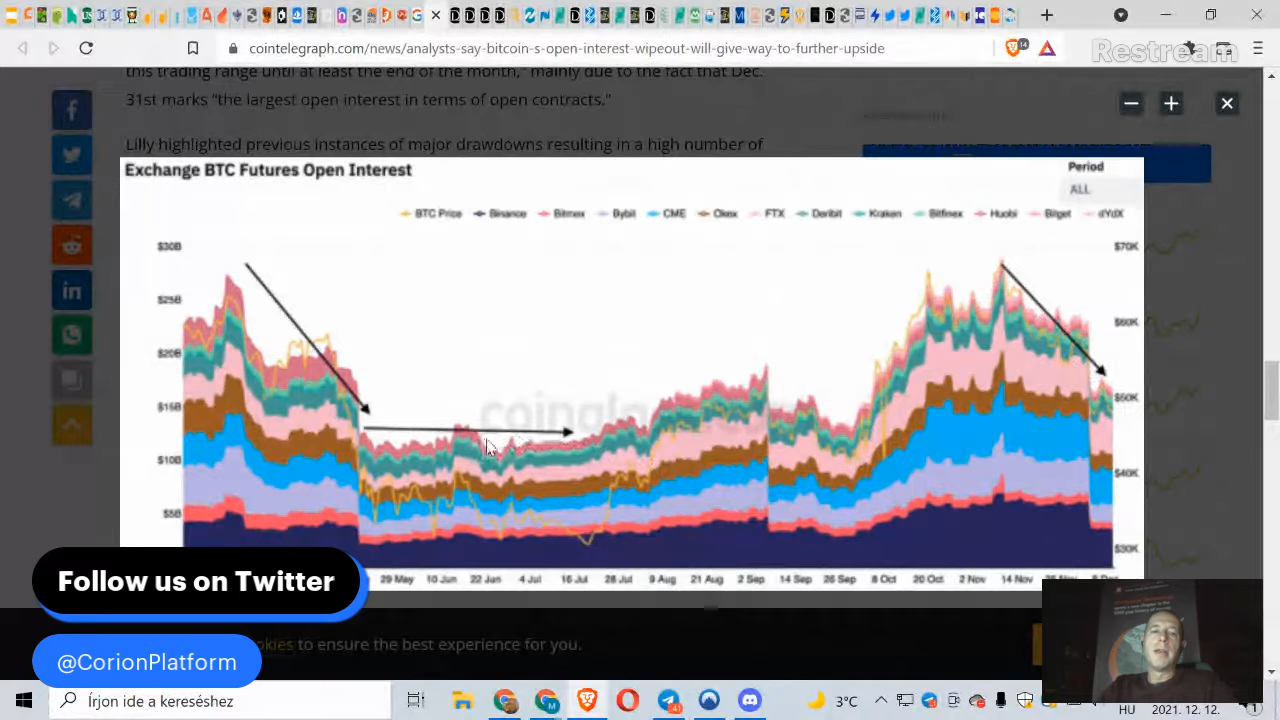 2021. 12. 12.
cointelegraph.com/news/analysts-say-bitcoin-s-open-interest-wipeout-will-give-way-to-further-upside
14
Restream
this trading range until at least the end of the month," mainly due to the fact that Dec.
31st marks "the largest open interest in terms of open contracts."
Lilly highlighted previous instances of major drawdowns resulting in a high number of
Exchange BTC Futures Open Interest
Period
ALL
BTC Price Binance Bitmex Bybit CME Okex FTX Deribit Kraken Bitfinex Huobi Bitget dYdX
$30B $70K
$25B
$60K
$20B
$15B $50K
$10B $40K
$5B
$30K
29 May 10 Jun 22 Jun 4 Jul 16 Jul 28 Jul 9 Aug 21 Aug 2 Sep 14 Sep 26 Sep 8 Oct 20 Oct 2 Nov 14 Nov
Follow us on Twitter
@CorionPlatform
okies to ensure the best experience for you.
Írjon ide a kereséshez
41
3°C
HU 2021. 12. 12.